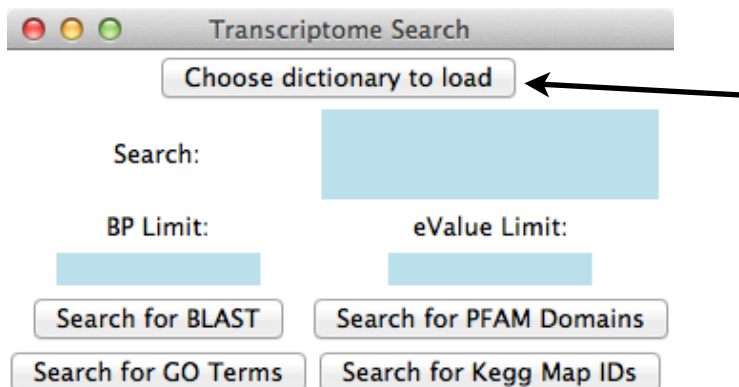 Transcriptome Search
Choose dictionary to load
Search:
BP Limit: eValue Limit:
Search for BLAST Search for PFAM Domains
Search for GO Terms Search for Kegg Map IDs